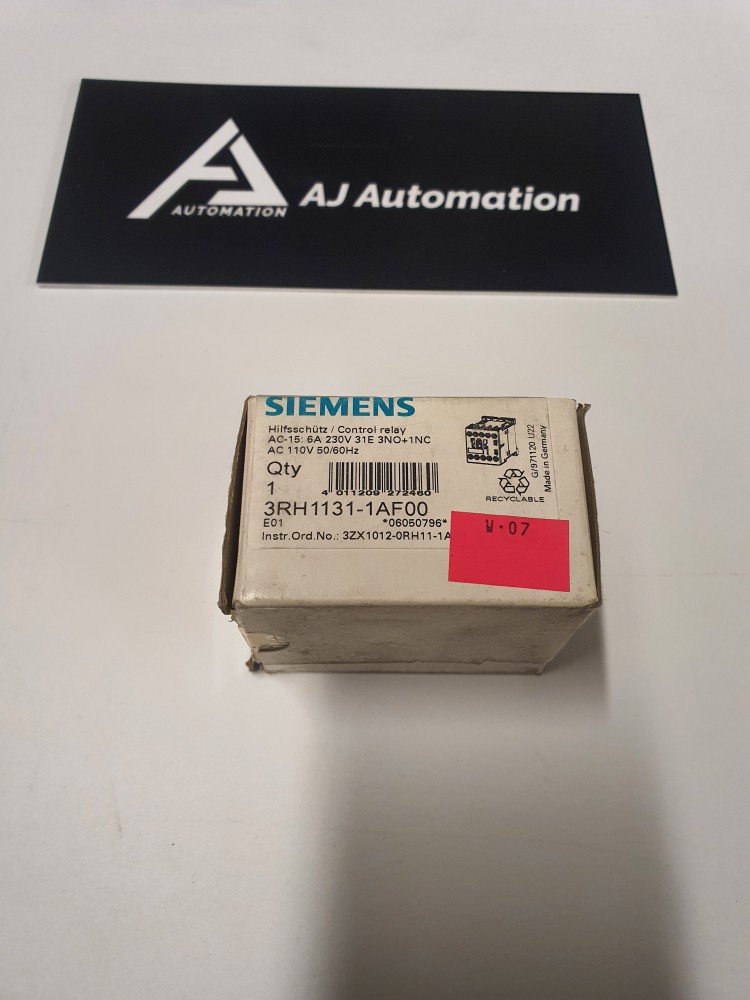 AUTOMATION
AJ Automation
SIEMENS
Hilfsschütz / Control relay
AC-15: 6A 230V 31E 3NO+1NC
AC 110V 50/60Hz
Qty
1
4 011209 272460
3RH1131-1AF00
E01 *06050796*
Instr.Ord.No.: 3ZX1012-0RH11-1A
RECYCLABLE
G/971120 U22
Made in Germany
W·07